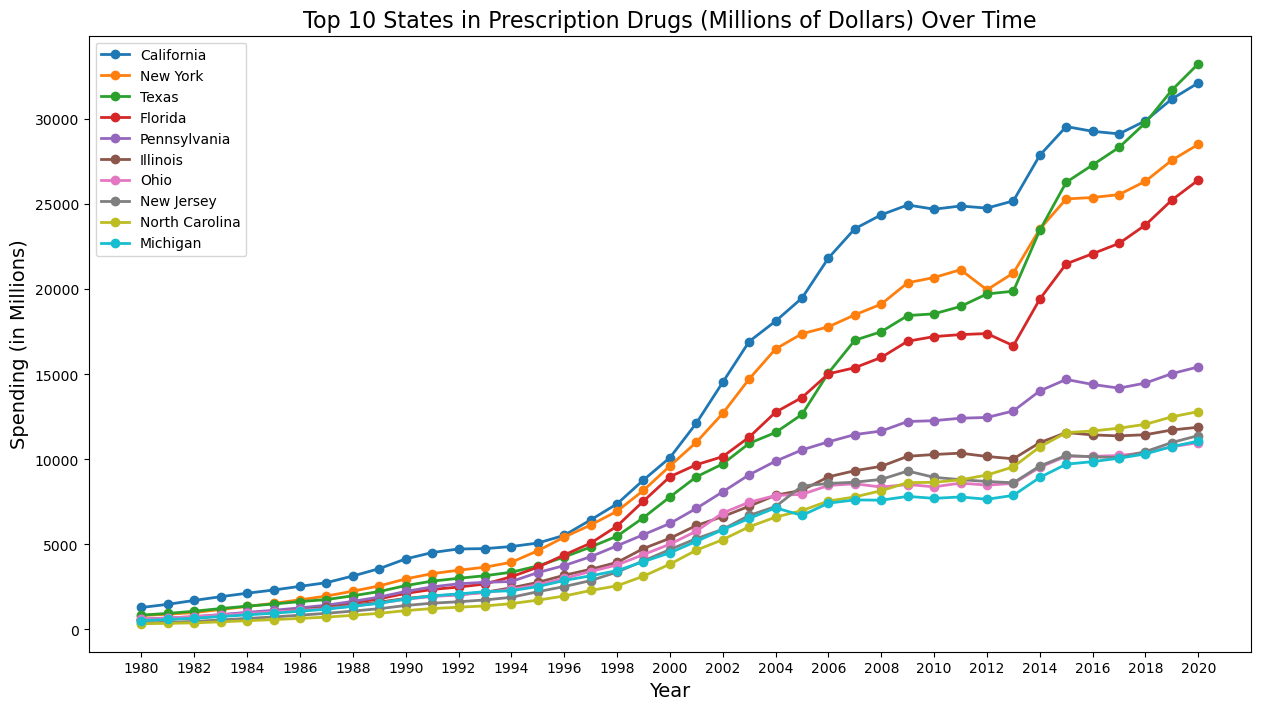 Top 10 States in Prescription Drugs (Millions of Dollars) Over Time
California
New York
Texas
Florida
Pennsylvania
Illinois
Ohio
New Jersey
North Carolina
Michigan
Spending (in Millions)
30000
25000
20000
15000
10000
5000
0
1980 1982 1984 1986 1988 1990 1992 1994 1996 1998 2000 2002 2004 2006 2008 2010 2012 2014 2016 2018 2020
Year